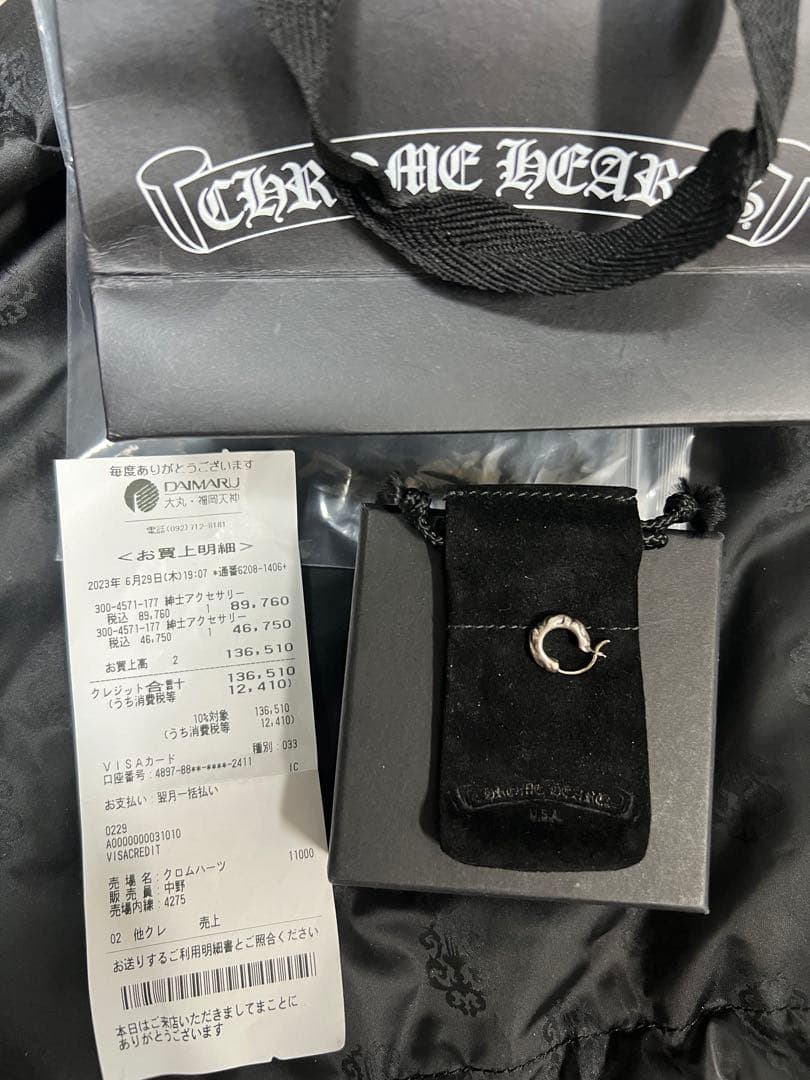 CHROME HEARTS
毎度ありがとうございます
DAIMARU
大丸・福岡天神
電話(092)712-8181
<お買上明細>
2023年 6月29日(木)19:07 *通番6208-1406*
300-4571-177 紳士アクセサリー
税込 89,760 1 89,760
300-4571-177 紳士アクセサリー
税込 46,750 1 46,750
お買上高 2 136,510
クレジット合計 136,510
(うち消費税等 12,410)
10%対象 136,510
(うち消費税等 12,410)
VISAカード 種別:033
口座番号:4897-88**-****-2411 IC
お支払い:翌月一括払い
0229
A0000000031010
VISACREDIT 11000
売場名:クロムハーツ
販売員:中野
売場内線:4275
02 他クレ 売上
お送りするご利用明細書とご照合ください
本日はご来店いただきましてまことに
ありがとうございます
CHROME HEARTS
U.S.A.